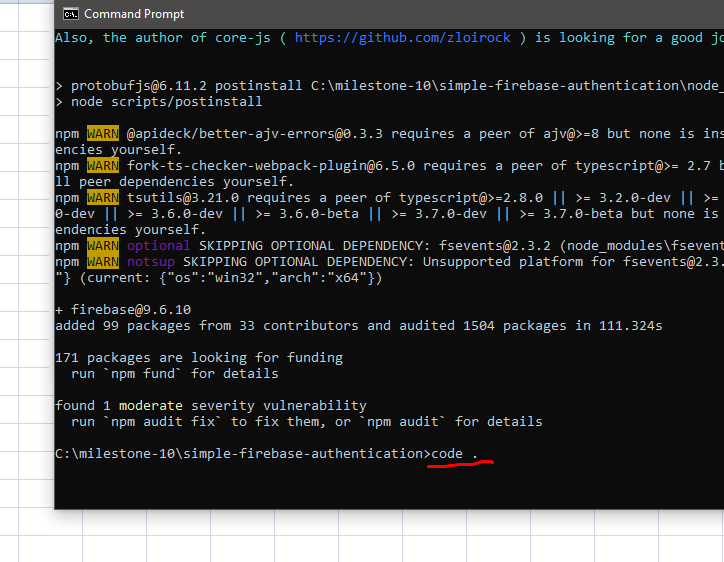 Command Prompt
Also, the author of core-js ( https://github.com/zloirock ) is looking for a good
> protobufjs@6.11.2 postinstall C:\milestone-10\simple-firebase-authentication\node_
> node scripts/postinstall
npm WARN @apideck/better-ajv-errors@0.3.3 requires a peer of ajv@>=8 but none is ins
encies yourself.
npm WARN fork-ts-checker-webpack-plugin@6.5.0 requires a peer of typescript@>= 2.7 b
ll peer dependencies yourself.
npm WARN tsutils@3.21.0 requires a peer of typescript@>=2.8.0 || >= 3.2.0-dev || >=
0-dev || >= 3.6.0-dev || >= 3.6.0-beta || >= 3.7.0-dev || >= 3.7.0-beta but none is
endencies yourself.
npm WARN optional SKIPPING OPTIONAL DEPENDENCY: fsevents@2.3.2 (node_modules\fsevent
npm WARN notsup SKIPPING OPTIONAL DEPENDENCY: Unsupported platform for fsevents@2.3.
"} (current: {"os":"win32","arch":"x64"})
+ firebase@9.6.10
added 99 packages from 33 contributors and audited 1504 packages in 111.324s
171 packages are looking for funding
run `npm fund` for details
found 1 moderate severity vulnerability
run `npm audit fix` to fix them, or `npm audit` for details
C:\milestone-10\simple-firebase-authentication>code .